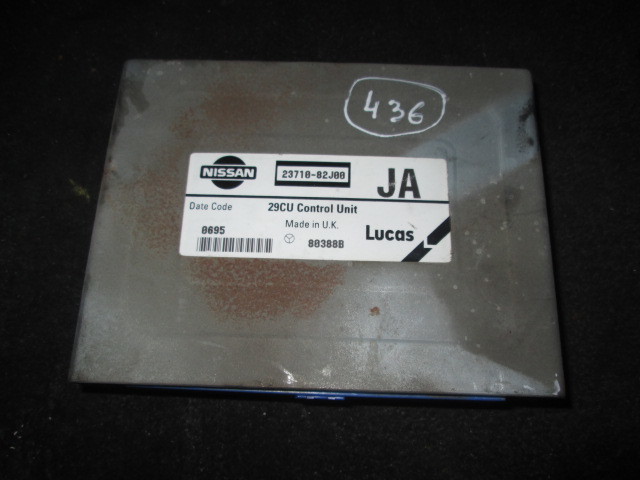 436
NISSAN
23710-82J00
JA
Date Code
29CU Control Unit
Made in U.K.
0695
80388B
Lucas